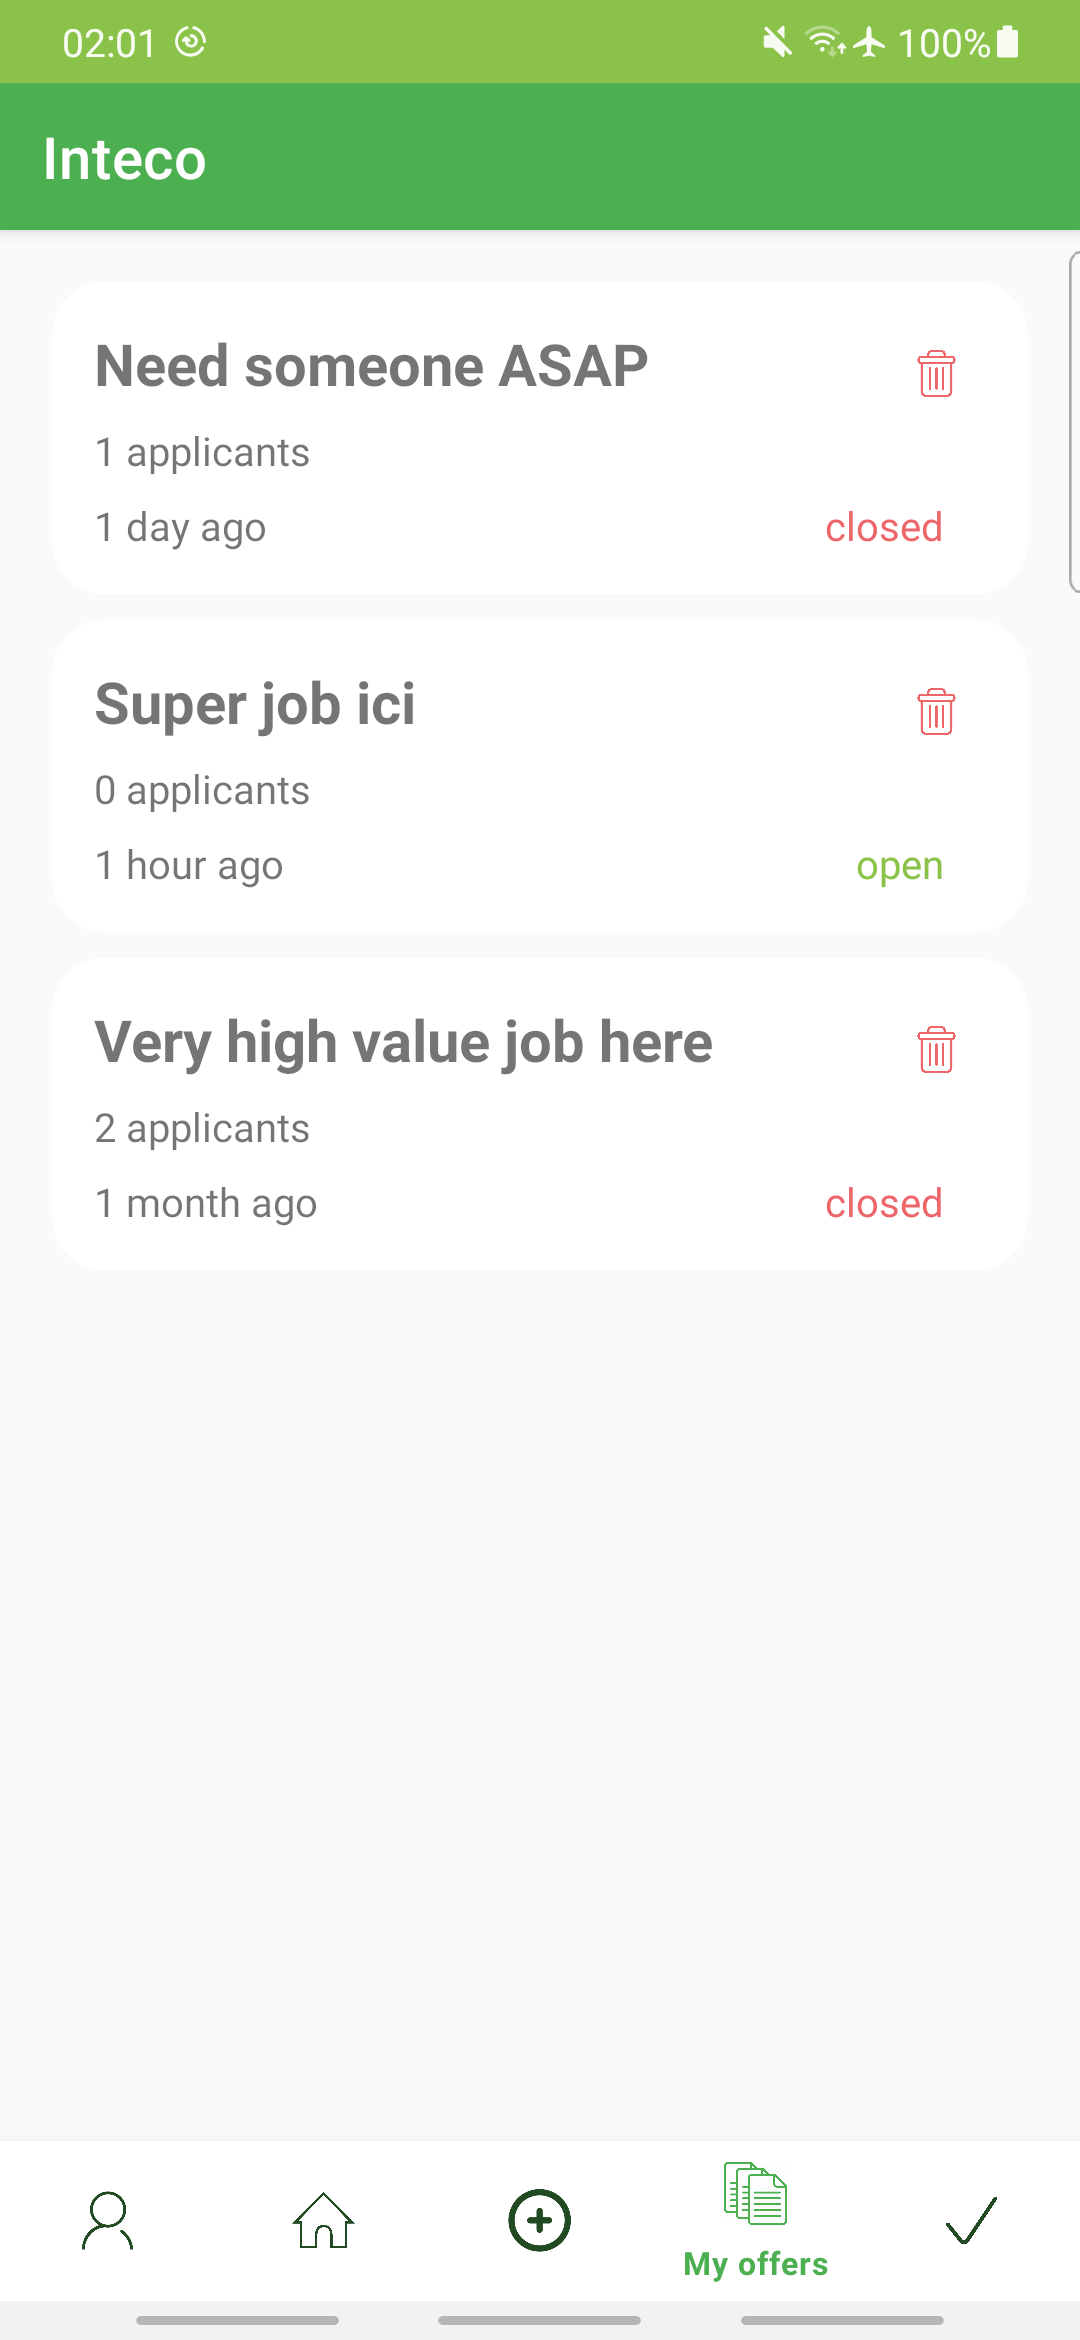 02:01 100%
Inteco
Need someone ASAP
1 applicants
1 day ago closed
Super job ici
0 applicants
1 hour ago open
Very high value job here
2 applicants
1 month ago closed
My offers